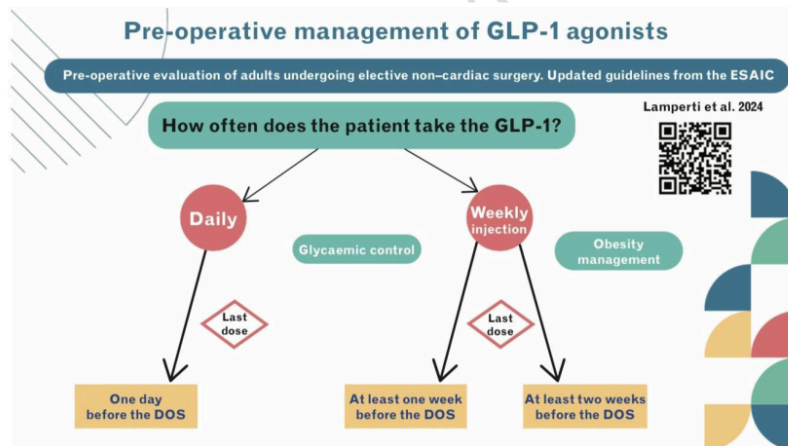 Pre-operative management of GLP-1 agonists
Pre-operative evaluation of adults undergoing elective non–cardiac surgery. Updated guidelines from the ESAIC
Lamperti et al. 2024
How often does the patient take the GLP-1?
Daily
Weekly
injection
Glycaemic control
Obesity
management
Last
dose
Last
dose
One day
before the DOS
At least one week
before the DOS
At least two weeks
before the DOS